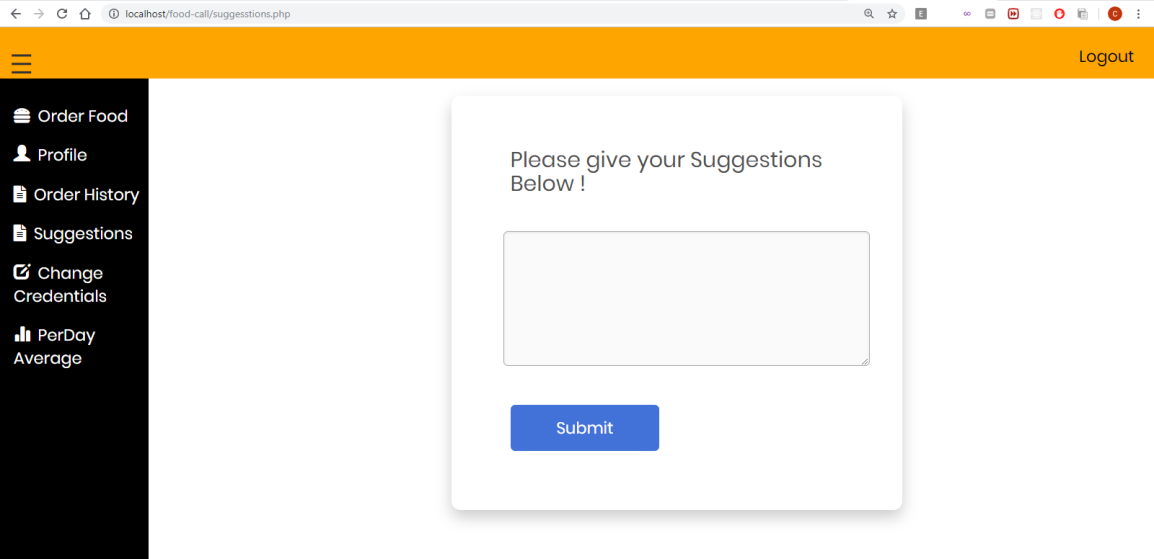 localhost/food-call/suggesstions.php
E
C
Logout
Order Food
Profile
Order History
Suggestions
Change
Credentials
PerDay
Average
Please give your Suggestions
Below !
Submit